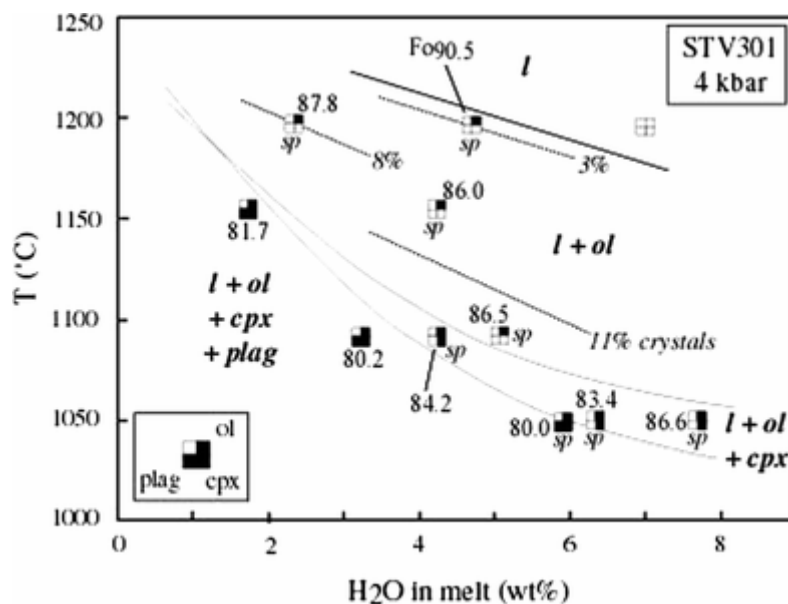 1250
1200
1150
1100
1050
1000
T (°C)
STV301
4 kbar
Fo90.5
l
87.8
sp
8%
sp
3%
86.0
sp
l + ol
81.7
l + ol
+ cpx
+ plag
86.5
sp
11% crystals
80.2
sp
84.2
83.4
80.0
sp
sp
86.6
sp
l + ol
+ cpx
ol
plag
cpx
0
2
4
6
8
H2O in melt (wt%)